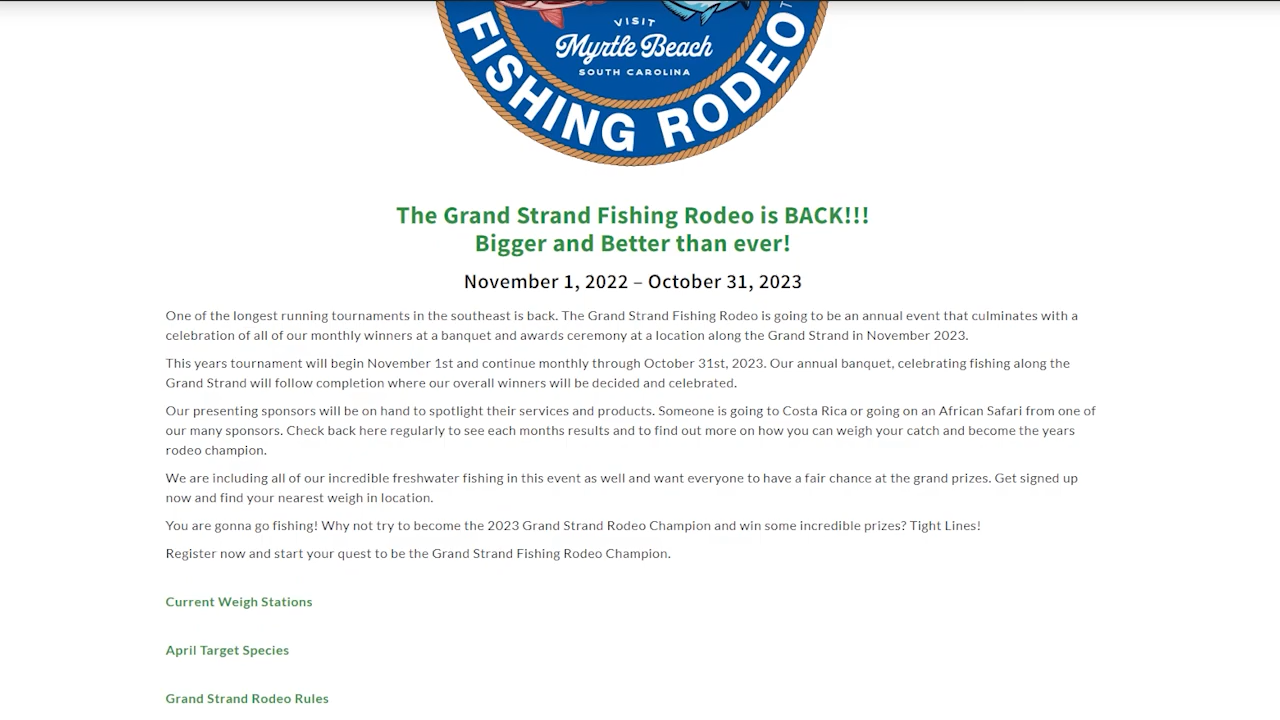 VISIT
Myrtle Beach
SOUTH CAROLINA
FISHING RODEO
The Grand Strand Fishing Rodeo is BACK!!!
Bigger and Better than ever!
November 1, 2022 – October 31, 2023
One of the longest running tournaments in the southeast is back. The Grand Strand Fishing Rodeo is going to be an annual event that culminates with a
celebration of all of our monthly winners at a banquet and awards ceremony at a location along the Grand Strand in November 2023.
This years tournament will begin November 1st and continue monthly through October 31st, 2023. Our annual banquet, celebrating fishing along the
Grand Strand will follow completion where our overall winners will be decided and celebrated.
Our presenting sponsors will be on hand to spotlight their services and products. Someone is going to Costa Rica or going on an African Safari from one of
our many sponsors. Check back here regularly to see each months results and to find out more on how you can weigh your catch and become the years
rodeo champion.
We are including all of our incredible freshwater fishing in this event as well and want everyone to have a fair chance at the grand prizes. Get signed up
now and find your nearest weigh in location.
You are gonna go fishing! Why not try to become the 2023 Grand Strand Rodeo Champion and win some incredible prizes? Tight Lines!
Register now and start your quest to be the Grand Strand Fishing Rodeo Champion.
Current Weigh Stations
April Target Species
Grand Strand Rodeo Rules